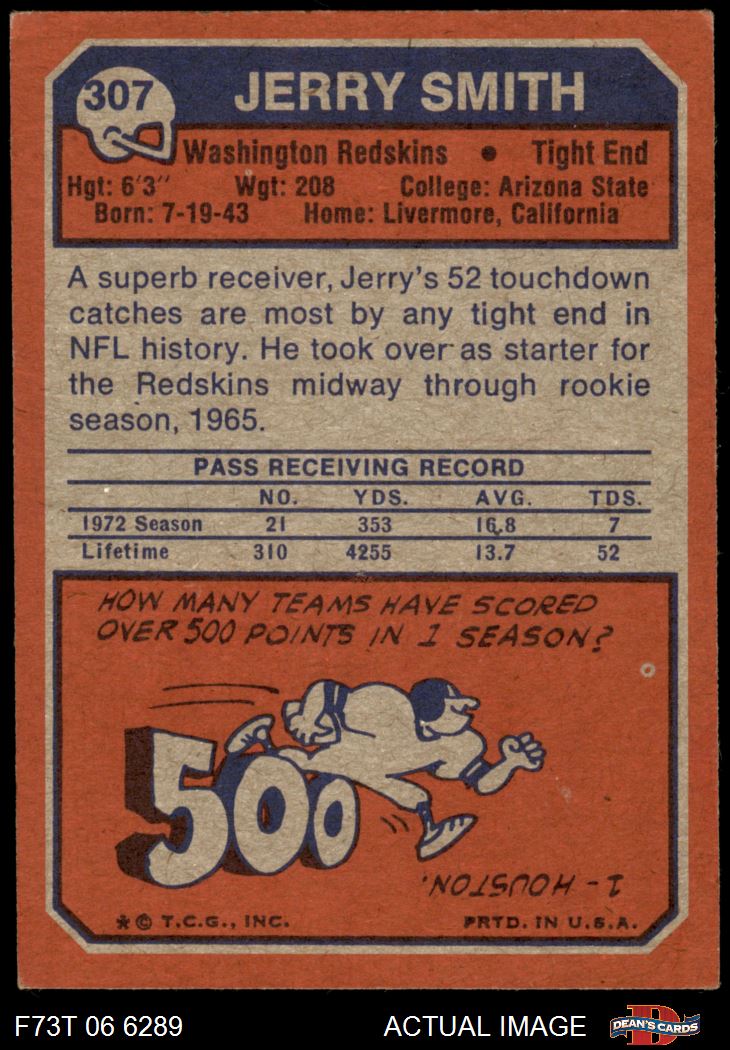 307
JERRY SMITH
Washington Redskins • Tight End
Hgt: 6'3" Wgt: 208 College: Arizona State
Born: 7-19-43 Home: Livermore, California
A superb receiver, Jerry's 52 touchdown
catches are most by any tight end in
NFL history. He took over as starter for
the Redskins midway through rookie
season, 1965.
PASS RECEIVING RECORD
NO. YDS. AVG. TDS.
1972 Season 21 353 16.8 7
Lifetime 310 4255 13.7 52
HOW MANY TEAMS HAVE SCORED
OVER 500 POINTS IN 1 SEASON?
500
1 - HOUSTON.
* © T.C.G., INC. PRTD. IN U.S.A.
F73T 06 6289 ACTUAL IMAGE DEAN'S CARDS